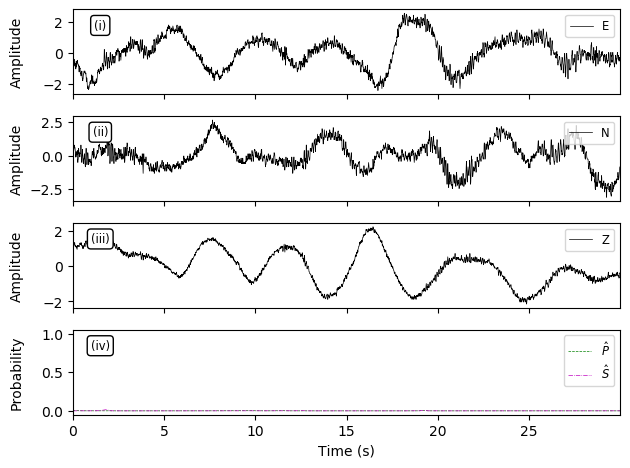 Amplitude
2
0
−2
(i)
E
Amplitude
2.5
0.0
−2.5
(ii)
N
Amplitude
2
0
−2
(iii)
Z
Probability
1.0
0.5
0.0
(iv)
P̂
Ŝ
0 5 10 15 20 25
Time (s)